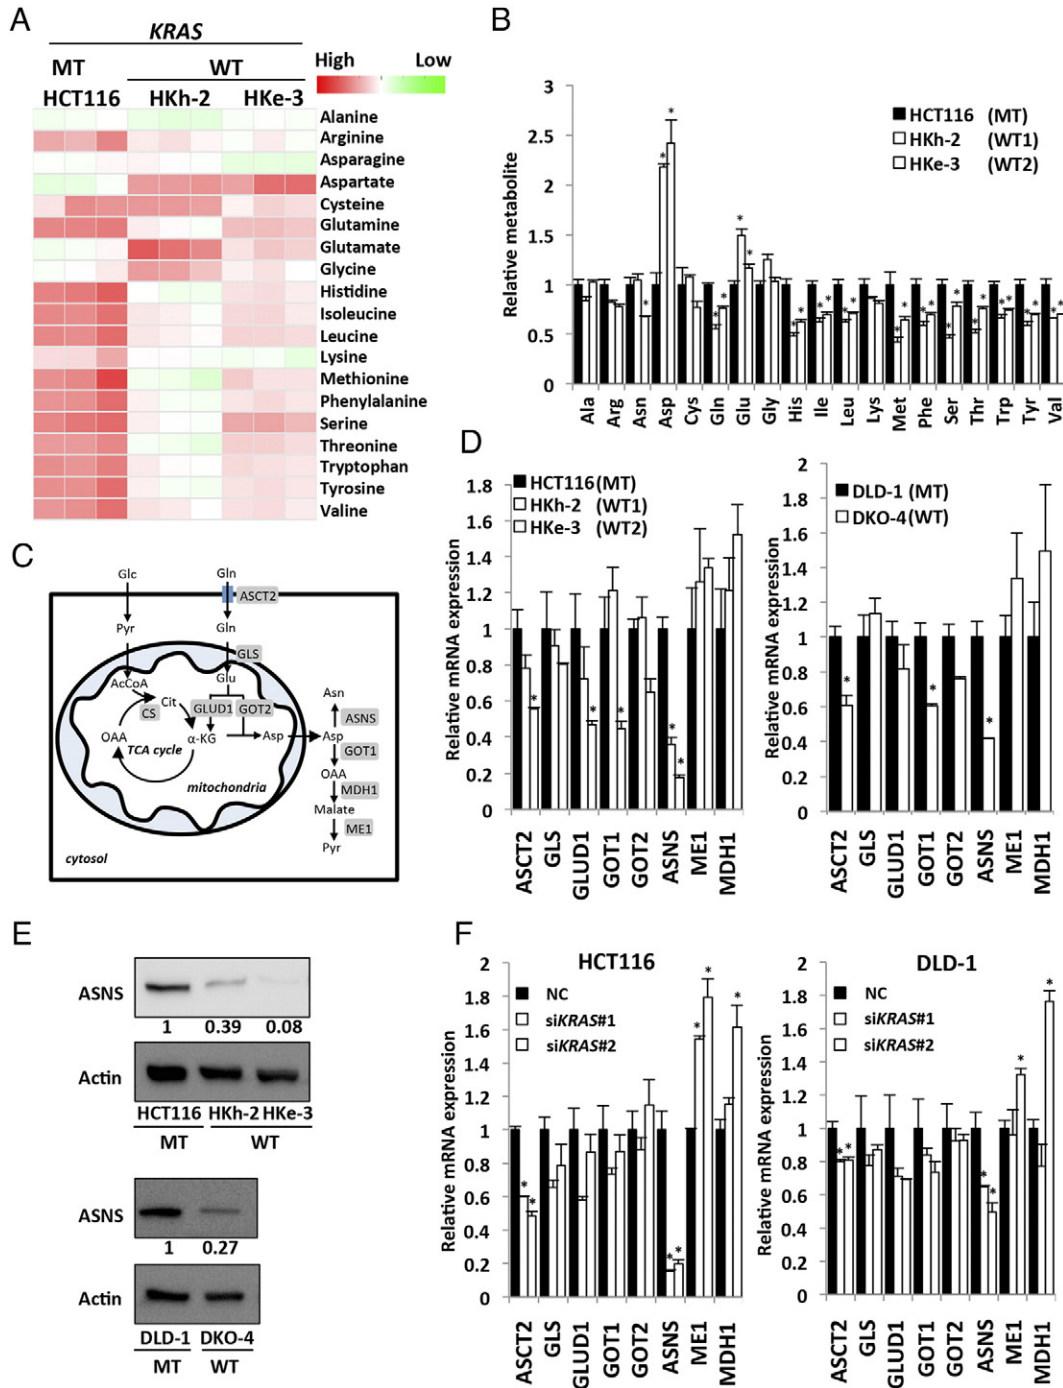 A
KRAS
MT WT
HCT116 HKh-2 HKe-3
High Low
Alanine
Arginine
Asparagine
Aspartate
Cysteine
Glutamine
Glutamate
Glycine
Histidine
Isoleucine
Leucine
Lysine
Methionine
Phenylalanine
Serine
Threonine
Tryptophan
Tyrosine
Valine
B
Relative metabolite
3
2.5
2
1.5
1
0.5
0
HCT116 (MT)
HKh-2 (WT1)
HKe-3 (WT2)
* * * * * * * * * * * * * * * * * * * * * * * * * *
Ala Arg Asn Asp Cys Gln Glu Gly His Ile Leu Lys Met Phe Ser Thr Trp Tyr Val
C
Glc Gln
ASCT2
Pyr Gln
GLS
AcCoA Glu
Cit
CS GLUD1 GOT2
Asn
ASNS
OAA TCA cycle α-KG Asp Asp
GOT1
OAA
mitochondria
MDH1
Malate
ME1
Pyr
cytosol
D
Relative mRNA expression
1.8
1.6
1.4
1.2
1
0.8
0.6
0.4
0.2
0
HCT116 (MT)
HKh-2 (WT1)
HKe-3 (WT2)
* * * * *
ASCT2 GLS GLUD1 GOT1 GOT2 ASNS ME1 MDH1
Relative mRNA expression
2
1.8
1.6
1.4
1.2
1
0.8
0.6
0.4
0.2
0
DLD-1 (MT)
DKO-4 (WT)
* * *
ASCT2 GLS GLUD1 GOT1 GOT2 ASNS ME1 MDH1
E
ASNS
1 0.39 0.08
Actin
HCT116 HKh-2 HKe-3
MT WT
ASNS
1 0.27
Actin
DLD-1 DKO-4
MT WT
F
HCT116
Relative mRNA expression
2
1.8
1.6
1.4
1.2
1
0.8
0.6
0.4
0.2
0
NC
siKRAS#1
siKRAS#2
* * * * * * *
ASCT2 GLS GLUD1 GOT1 GOT2 ASNS ME1 MDH1
DLD-1
Relative mRNA expression
2
1.8
1.6
1.4
1.2
1
0.8
0.6
0.4
0.2
0
NC
siKRAS#1
siKRAS#2
* * * * * *
ASCT2 GLS GLUD1 GOT1 GOT2 ASNS ME1 MDH1